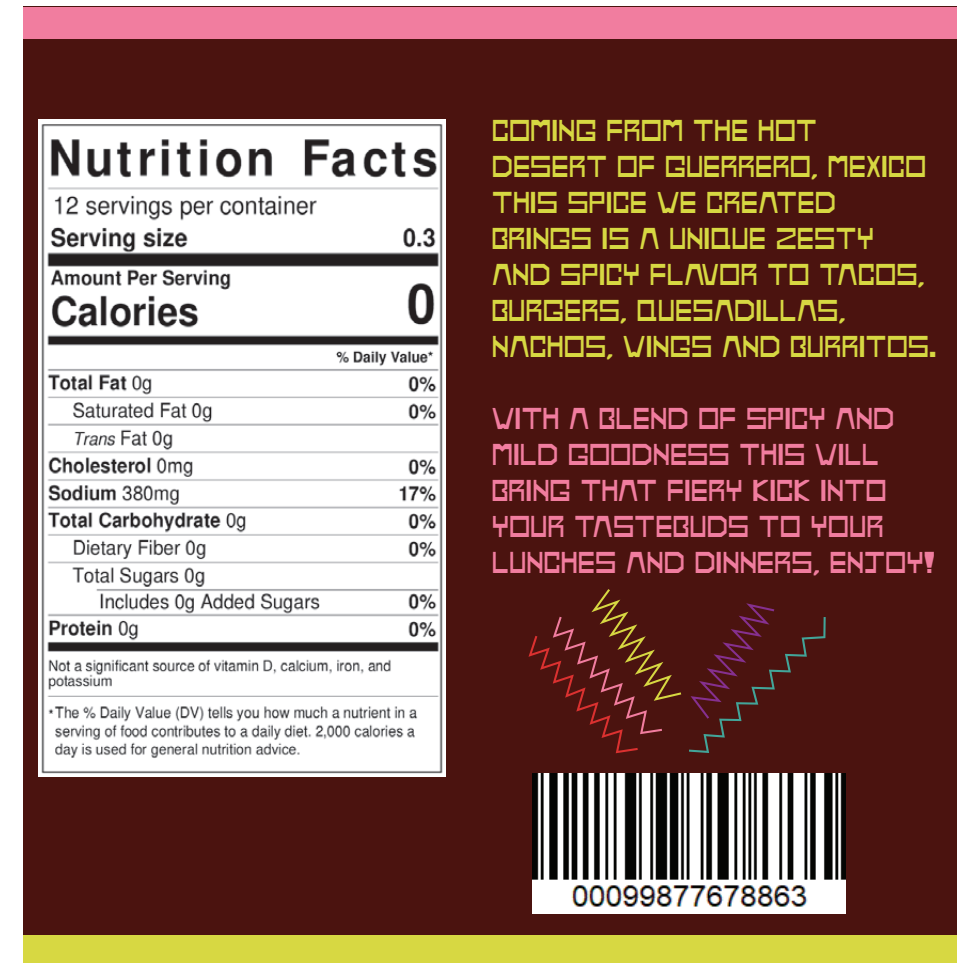 Nutrition Facts
12 servings per container
Serving size 0.3
Amount Per Serving
Calories 0
% Daily Value*
Total Fat 0g 0%
Saturated Fat 0g 0%
Trans Fat 0g
Cholesterol 0mg 0%
Sodium 380mg 17%
Total Carbohydrate 0g 0%
Dietary Fiber 0g 0%
Total Sugars 0g
Includes 0g Added Sugars 0%
Protein 0g 0%
Not a significant source of vitamin D, calcium, iron, and
potassium
*The % Daily Value (DV) tells you how much a nutrient in a
serving of food contributes to a daily diet. 2,000 calories a
day is used for general nutrition advice.
COMING FROM THE HOT
DESERT OF GUERRERO, MEXICO
THIS SPICE WE CREATED
BRINGS IS A UNIQUE ZESTY
AND SPICY FLAVOR TO TACOS,
BURGERS, QUESADILLAS,
NACHOS, WINGS AND BURRITOS.
WITH A BLEND OF SPICY AND
MILD GOODNESS THIS WILL
BRING THAT FIERY KICK INTO
YOUR TASTEBUDS TO YOUR
LUNCHES AND DINNERS, ENJOY!
00099877678863